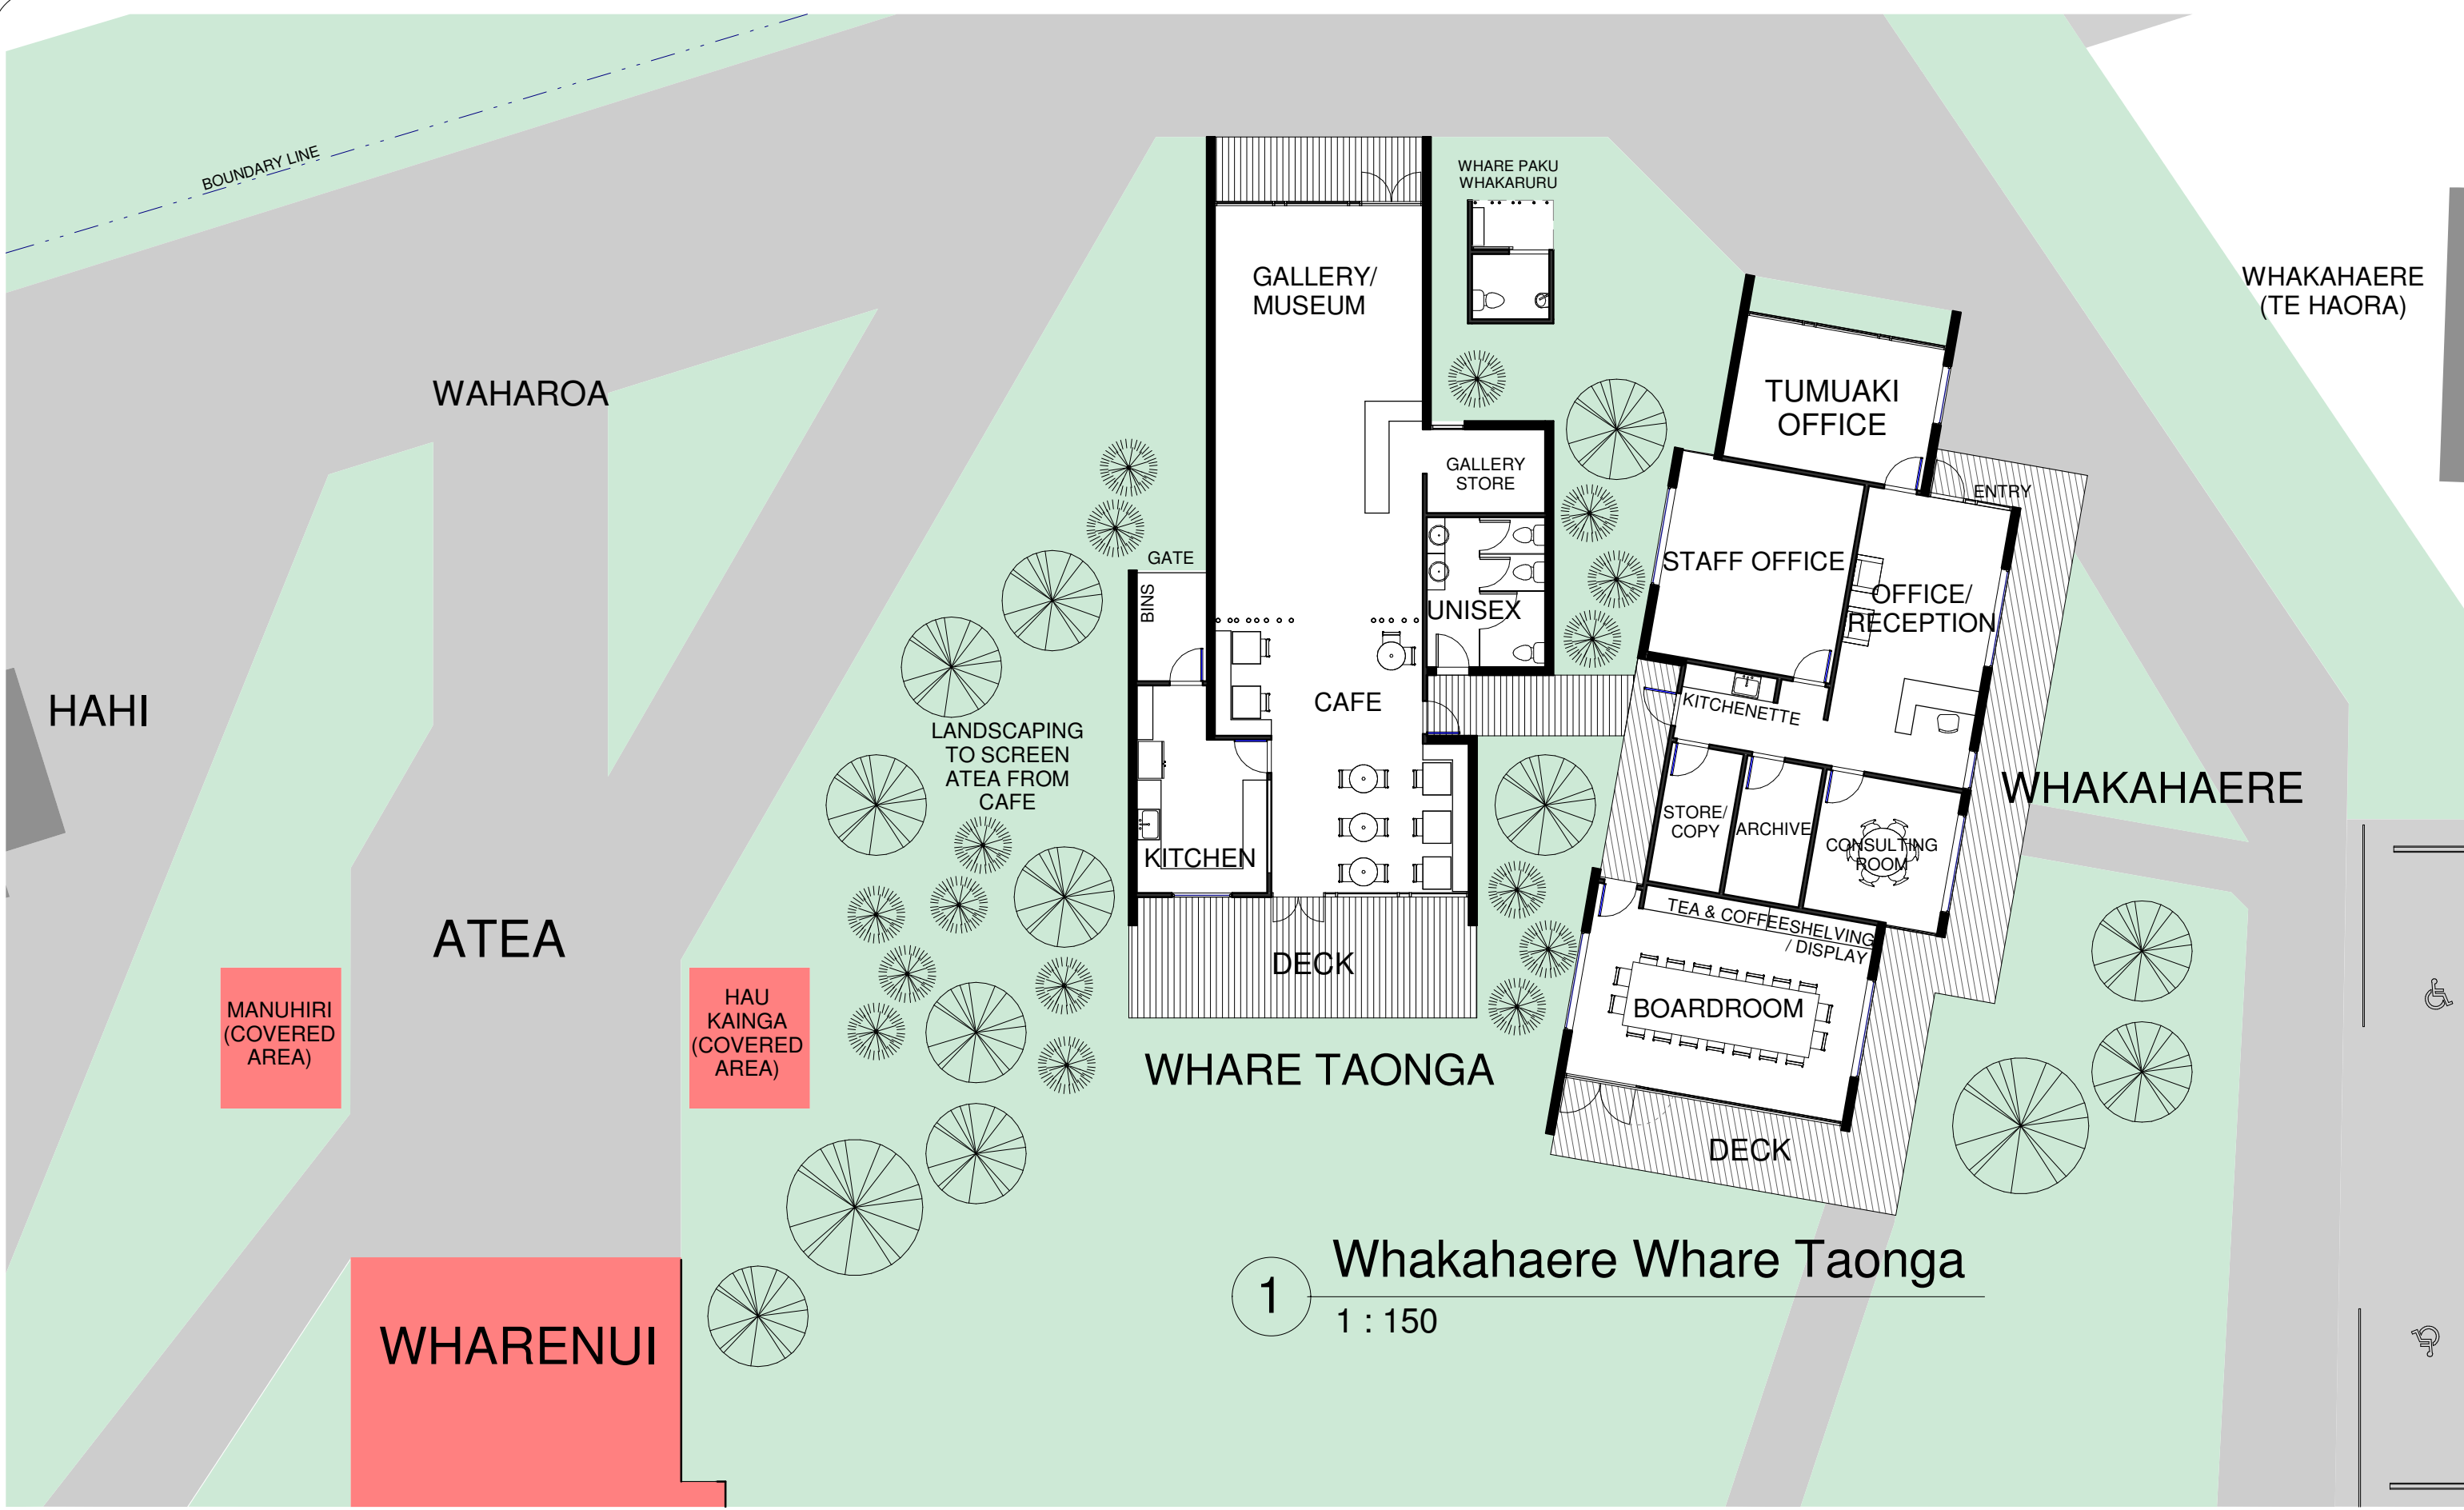 BOUNDARY LINE
WHARE PAKU
WHAKARURU
GALLERY/
MUSEUM
WHAKAHAERE
(TE HAORA)
WAHAROA
TUMUAKI
OFFICE
GALLERY
STORE
ENTRY
GATE
BINS
STAFF OFFICE
UNISEX
OFFICE/
RECEPTION
HAHI
CAFE
KITCHENETTE
LANDSCAPING
TO SCREEN
ATEA FROM
CAFE
WHAKAHAERE
STORE/
COPY
ARCHIVE
CONSULTING
ROOM
KITCHEN
TEA & COFFEE
SHELVING
/ DISPLAY
ATEA
DECK
BOARDROOM
MANUHIRI
(COVERED
AREA)
HAU
KAINGA
(COVERED
AREA)
WHARE TAONGA
DECK
WHARENUI
1
Whakahaere Whare Taonga
1 : 150